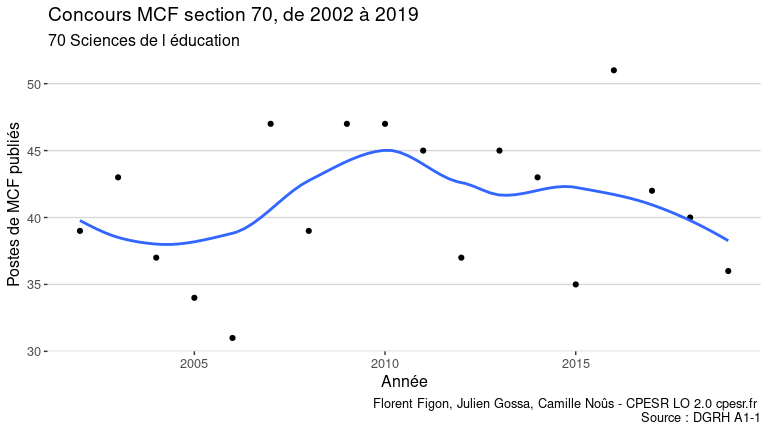 Concours MCF section 70, de 2002 à 2019
70 Sciences de l éducation
Postes de MCF publiés
50
45
40
35
30
2005
2010
2015
Année
Florent Figon, Julien Gossa, Camille Noûs - CPESR LO 2.0 cpesr.fr
Source : DGRH A1-1